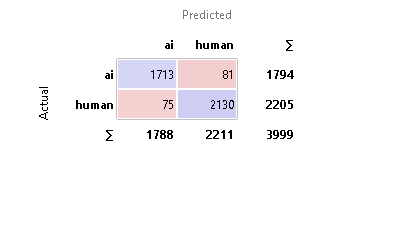 Predicted
ai human Σ
ai 1713 81 1794
Actual
human 75 2130 2205
Σ 1788 2211 3999